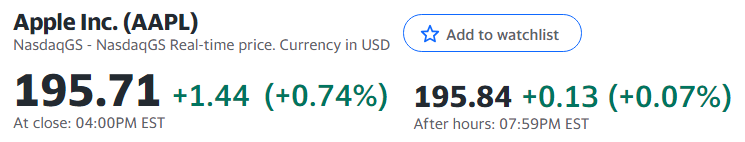 Apple Inc. (AAPL)
NasdaqGS - NasdaqGS Real-time price. Currency in USD
Add to watchlist
195.71 +1.44 (+0.74%)
At close: 04:00PM EST
195.84 +0.13 (+0.07%)
After hours: 07:59PM EST